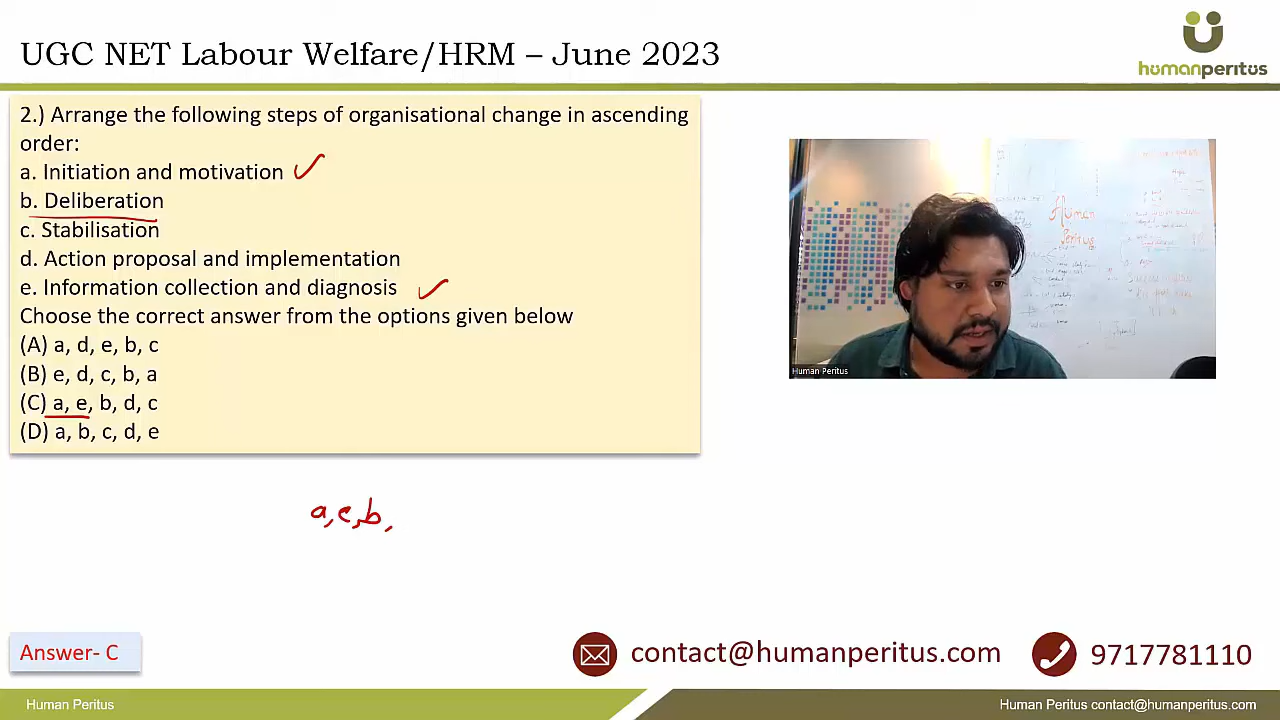 UGC NET Labour Welfare/HRM – June 2023
humanperitus
2.) Arrange the following steps of organisational change in ascending
order:
a. Initiation and motivation
b. Deliberation
c. Stabilisation
d. Action proposal and implementation
e. Information collection and diagnosis
Choose the correct answer from the options given below
(A) a, d, e, b, c
(B) e, d, c, b, a
(C) a, e, b, d, c
(D) a, b, c, d, e
Human
Peritus
Human Peritus
a, e, b,
Answer- C
contact@humanperitus.com
9717781110
Human Peritus
Human Peritus contact@humanperitus.com